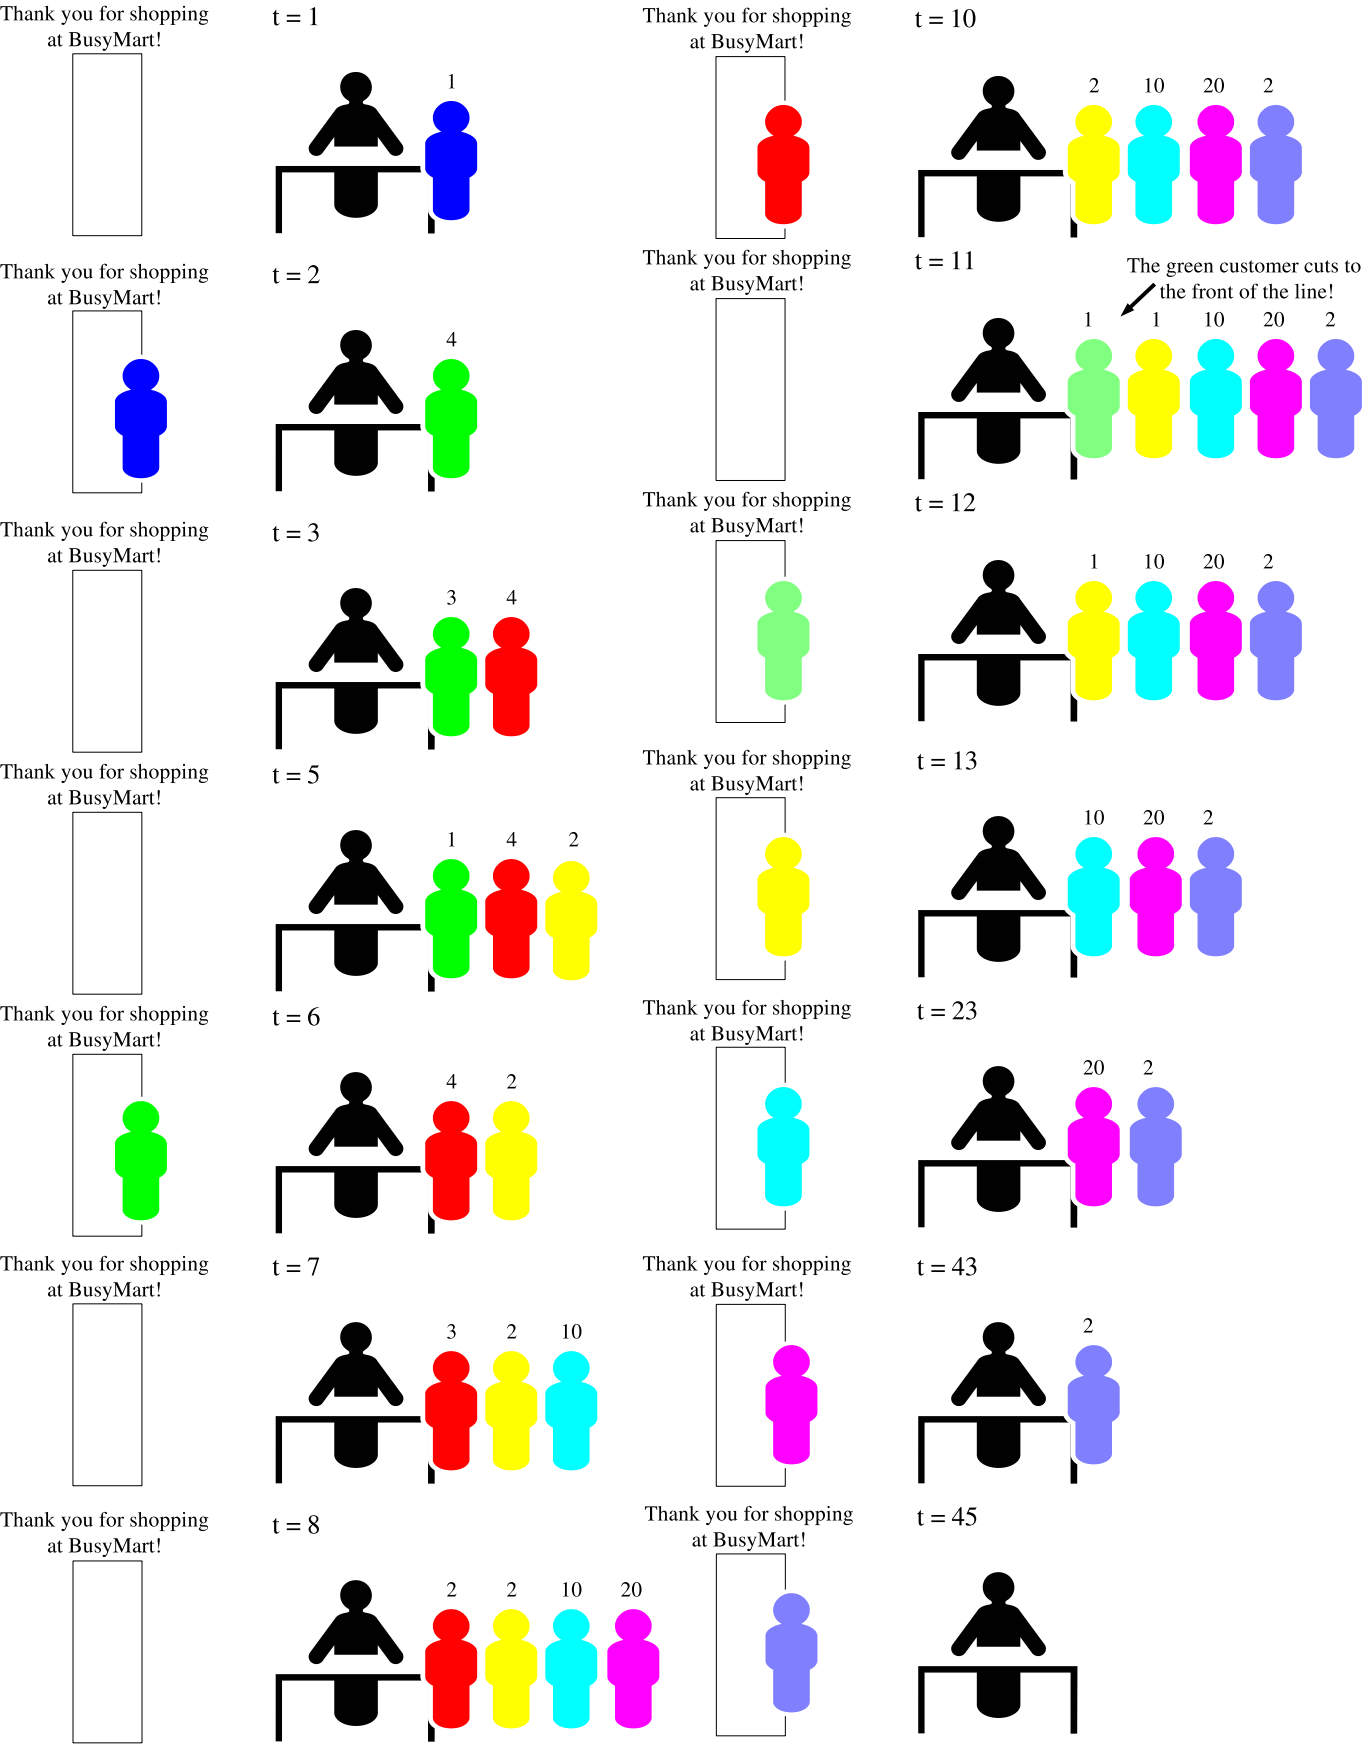 Thank you for shopping
at BusyMart!
t = 1
1
Thank you for shopping
at BusyMart!
t = 2
4
Thank you for shopping
at BusyMart!
t = 3
3 4
Thank you for shopping
at BusyMart!
t = 5
1 4 2
Thank you for shopping
at BusyMart!
t = 6
4 2
Thank you for shopping
at BusyMart!
t = 7
3 2 10
Thank you for shopping
at BusyMart!
t = 8
2 2 10 20
Thank you for shopping
at BusyMart!
t = 10
2 10 20 2
Thank you for shopping
at BusyMart!
t = 11
The green customer cuts to
the front of the line!
1 1 10 20 2
Thank you for shopping
at BusyMart!
t = 12
1 10 20 2
Thank you for shopping
at BusyMart!
t = 13
10 20 2
Thank you for shopping
at BusyMart!
t = 23
20 2
Thank you for shopping
at BusyMart!
t = 43
2
Thank you for shopping
at BusyMart!
t = 45